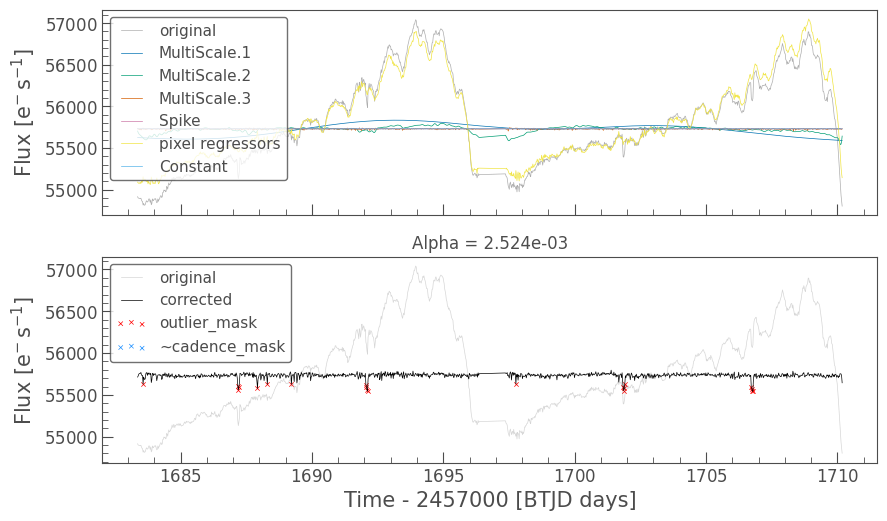 57000
56500
56000
55500
55000
Flux [e⁻ s⁻¹]
original
MultiScale.1
MultiScale.2
MultiScale.3
Spike
pixel regressors
Constant
Alpha = 2.524e-03
57000
56500
56000
55500
55000
Flux [e⁻ s⁻¹]
original
corrected
outlier_mask
~cadence_mask
1685 1690 1695 1700 1705 1710
Time - 2457000 [BTJD days]